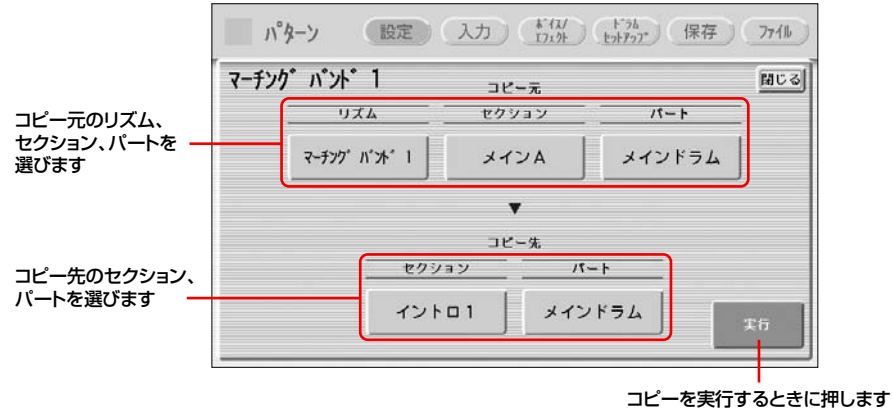 パターン
設定
入力
ボイス/
エフェクト
ドラム
セットアップ
保存
ファイル
マーチング バンド 1
閉じる
コピー元
リズム
セクション
パート
マーチング バンド 1
メインA
メインドラム
コピー元のリズム、
セクション、パートを
選びます
▼
コピー先
セクション
パート
イントロ1
メインドラム
コピー先のセクション、
パートを選びます
実行
コピーを実行するときに押します